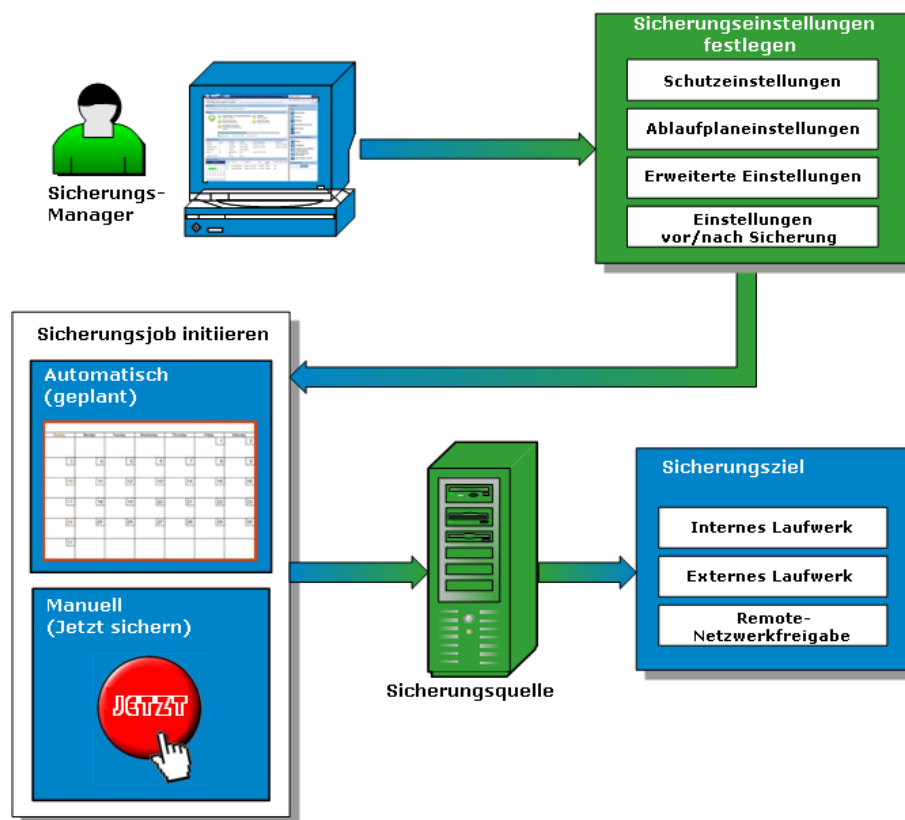 Sicherungseinstellungen
festlegen
Schutzeinstellungen
Ablaufplaneinstellungen
Erweiterte Einstellungen
Einstellungen
vor/nach Sicherung
Sicherungs-
Manager
Sicherungsjob initiieren
Automatisch
(geplant)
Manuell
(Jetzt sichern)
JETZT
Sicherungsquelle
Sicherungsziel
Internes Laufwerk
Externes Laufwerk
Remote-
Netzwerkfreigabe